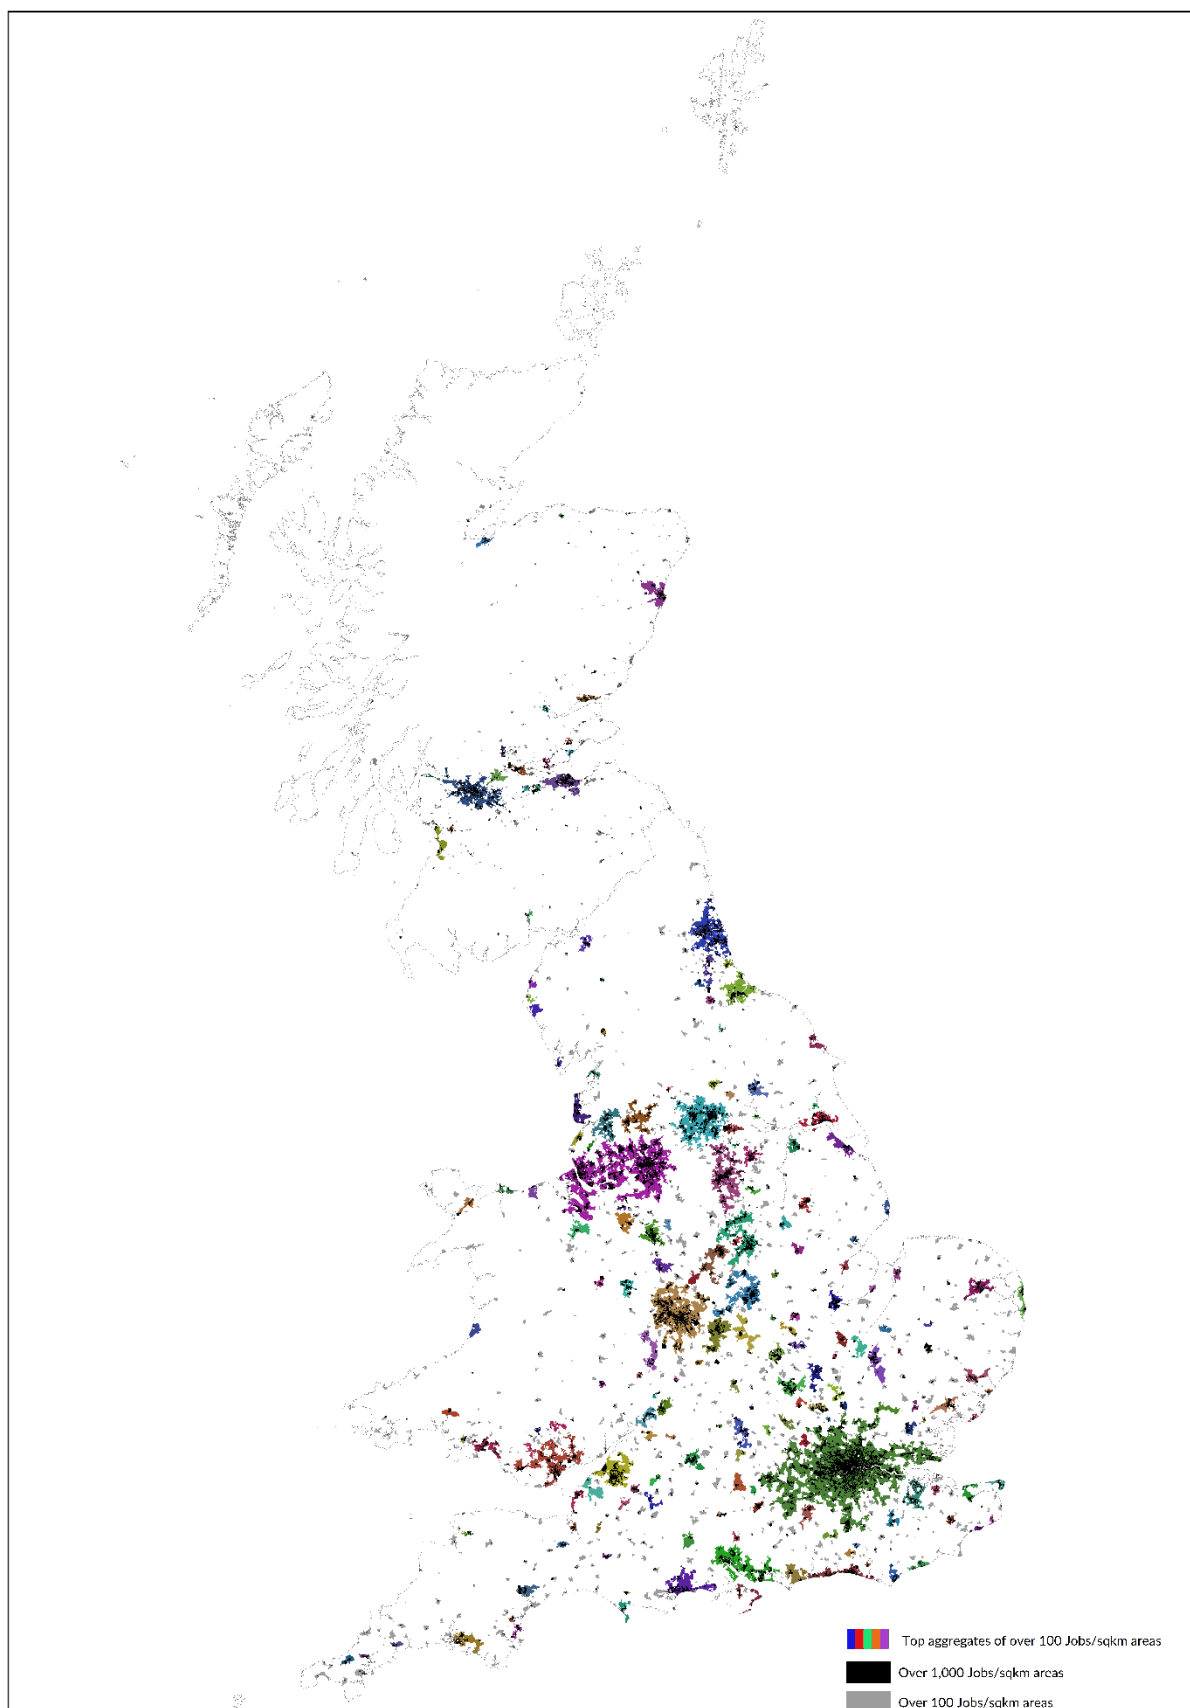 Top aggregates of over 100 Jobs/sqkm areas
Over 1,000 Jobs/sqkm areas
Over 100 Jobs/sqkm areas